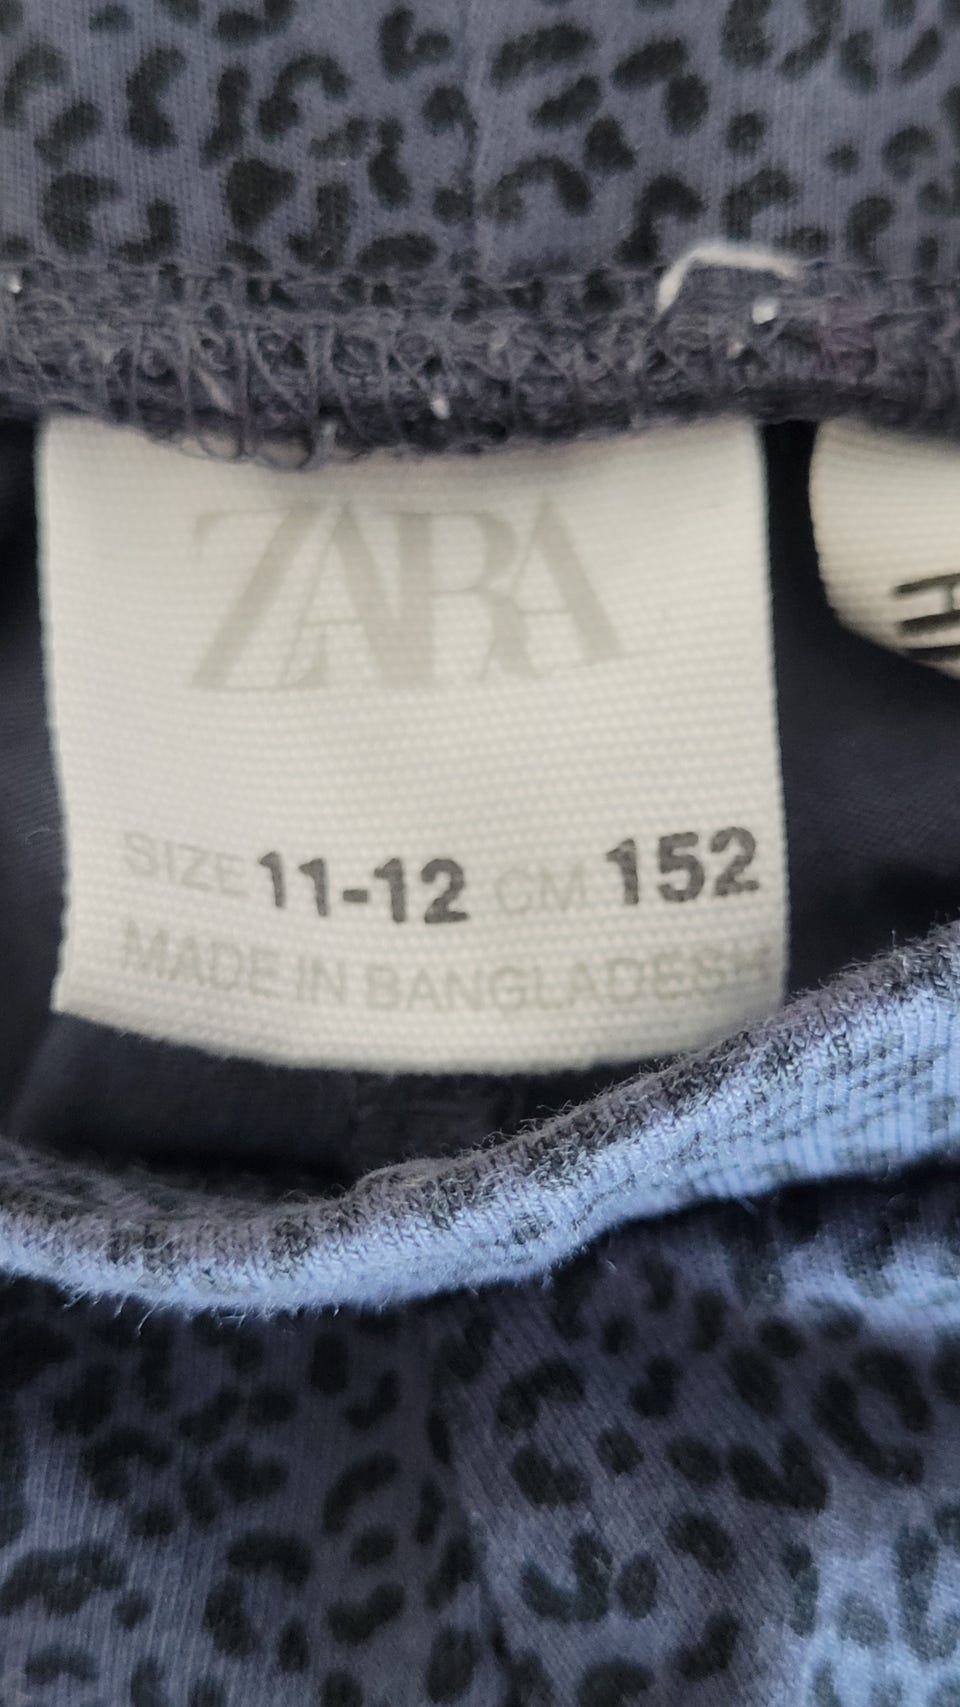 ZARA
SIZE 11-12 CM 152
MADE IN BANGLADESH